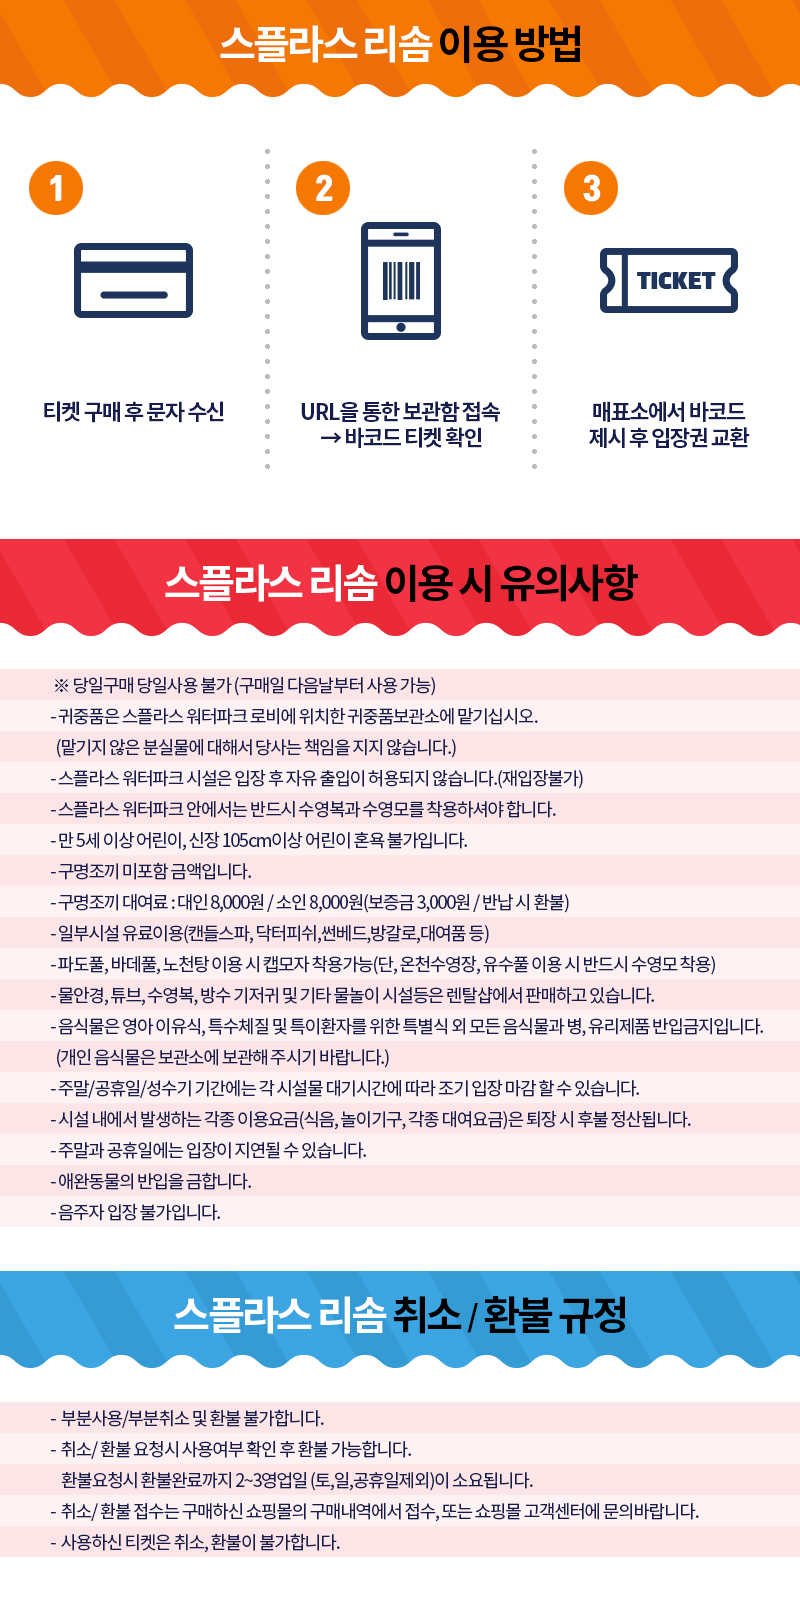 스플라스 리솜 이용 방법
1
2
3
TICKET
티켓 구매 후 문자 수신
URL을 통한 보관함 접속
→ 바코드 티켓 확인
매표소에서 바코드
제시 후 입장권 교환
스플라스 리솜 이용 시 유의사항
※ 당일구매 당일사용 불가 (구매일 다음날부터 사용 가능)
- 귀중품은 스플라스 워터파크 로비에 위치한 귀중품보관소에 맡기십시오.
(맡기지 않은 분실물에 대해서 당사는 책임을 지지 않습니다.)
- 스플라스 워터파크 시설은 입장 후 자유 출입이 허용되지 않습니다.(재입장불가)
- 스플라스 워터파크 안에서는 반드시 수영복과 수영모를 착용하셔야 합니다.
- 만 5세 이상 어린이, 신장 105cm이상 어린이 혼욕 불가입니다.
- 구명조끼 미포함 금액입니다.
- 구명조끼 대여료 : 대인 8,000원 / 소인 8,000원(보증금 3,000원 / 반납 시 환불)
- 일부시설 유료이용(캔들스파, 닥터피쉬,썬베드,방갈로,대여품 등)
- 파도풀, 바데풀, 노천탕 이용 시 캡모자 착용가능(단, 온천수영장, 유수풀 이용 시 반드시 수영모 착용)
- 물안경, 튜브, 수영복, 방수 기저귀 및 기타 물놀이 시설등은 렌탈샵에서 판매하고 있습니다.
- 음식물은 영아 이유식, 특수체질 및 특이환자를 위한 특별식 외 모든 음식물과 병, 유리제품 반입금지입니다.
(개인 음식물은 보관소에 보관해 주시기 바랍니다.)
- 주말/공휴일/성수기 기간에는 각 시설물 대기시간에 따라 조기 입장 마감 할 수 있습니다.
- 시설 내에서 발생하는 각종 이용요금(식음, 놀이기구, 각종 대여요금)은 퇴장 시 후불 정산됩니다.
- 주말과 공휴일에는 입장이 지연될 수 있습니다.
- 애완동물의 반입을 금합니다.
- 음주자 입장 불가입니다.
스플라스 리솜 취소 / 환불 규정
- 부분사용/부분취소 및 환불 불가합니다.
- 취소/ 환불 요청시 사용여부 확인 후 환불 가능합니다.
환불요청시 환불완료까지 2~3영업일 (토,일,공휴일제외)이 소요됩니다.
- 취소/ 환불 접수는 구매하신 쇼핑몰의 구매내역에서 접수, 또는 쇼핑몰 고객센터에 문의바랍니다.
- 사용하신 티켓은 취소, 환불이 불가합니다.